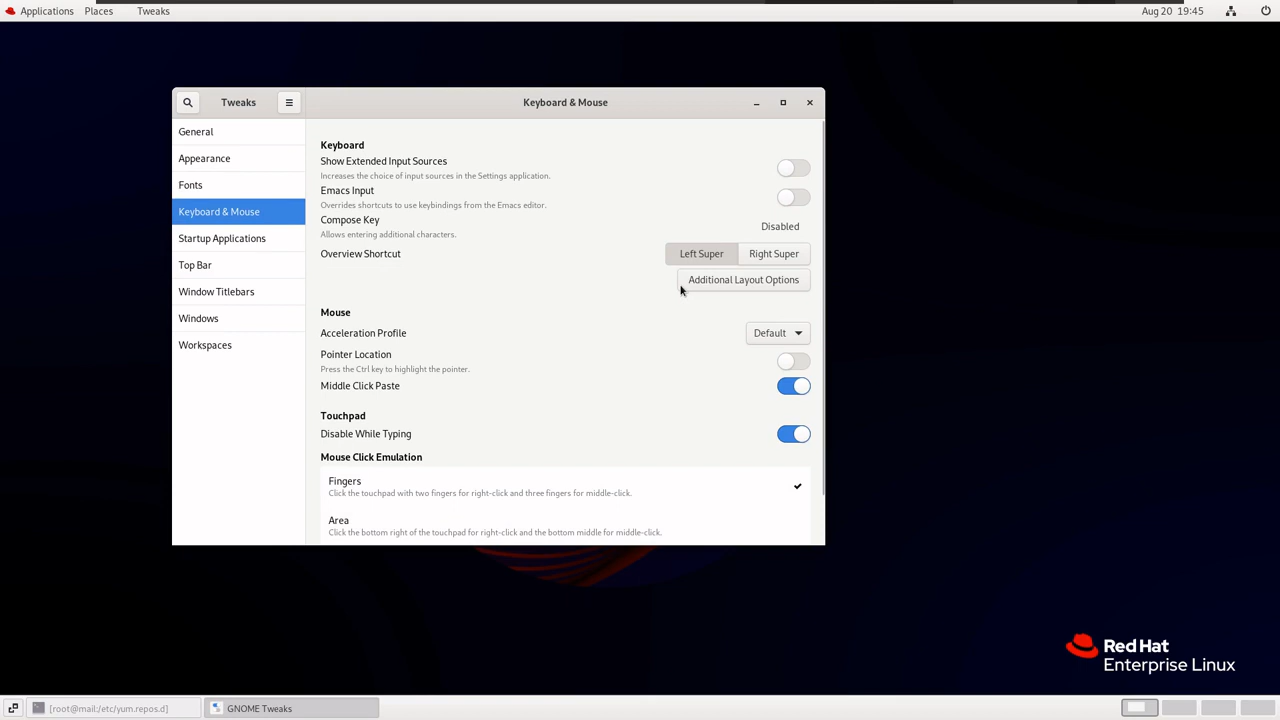 Applications Places Tweaks Aug 20 19:45
Tweaks Keyboard & Mouse
General
Appearance
Fonts
Keyboard & Mouse
Startup Applications
Top Bar
Window Titlebars
Windows
Workspaces
Keyboard
Show Extended Input Sources
Increases the choice of input sources in the Settings application.
Emacs Input
Overrides shortcuts to use keybindings from the Emacs editor.
Compose Key
Allows entering additional characters.
Disabled
Overview Shortcut Left Super Right Super
Additional Layout Options
Mouse
Acceleration Profile Default
Pointer Location
Press the Ctrl key to highlight the pointer.
Middle Click Paste
Touchpad
Disable While Typing
Mouse Click Emulation
Fingers
Click the touchpad with two fingers for right-click and three fingers for middle-click.
Area
Click the bottom right of the touchpad for right-click and the bottom middle for middle-click.
Red Hat
Enterprise Linux
[root@mail:/etc/yum.repos.d] GNOME Tweaks